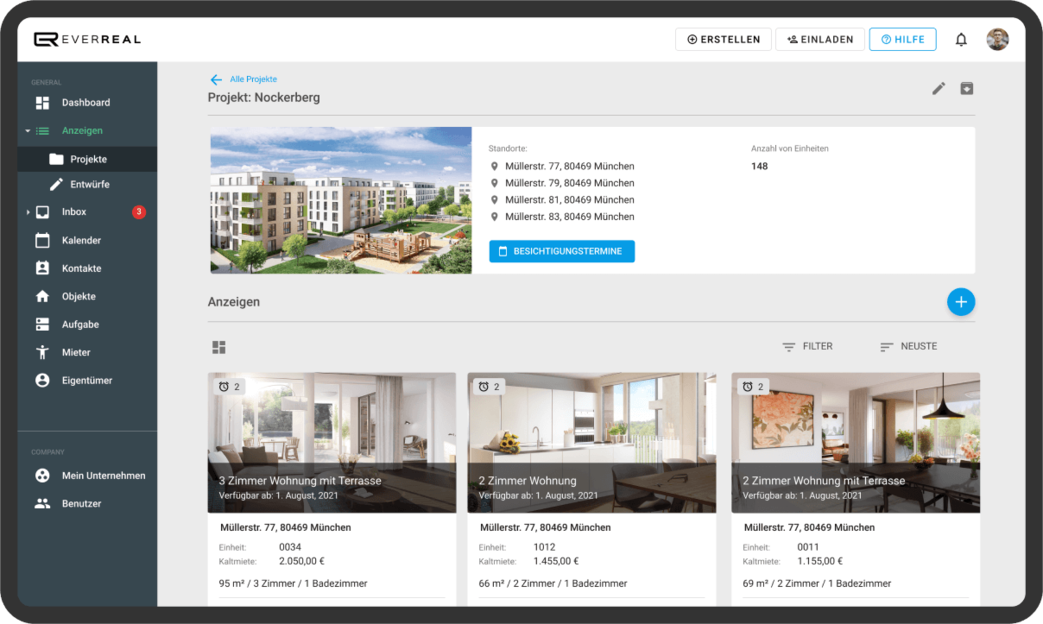 EVERREAL
ERSTELLEN
EINLADEN
HILFE
GENERAL
Dashboard
Anzeigen
Projekte
Entwürfe
Inbox 3
Kalender
Kontakte
Objekte
Aufgabe
Mieter
Eigentümer
COMPANY
Mein Unternehmen
Benutzer
Alle Projekte
Projekt: Nockerberg
Standorte:
Müllerstr. 77, 80469 München
Müllerstr. 79, 80469 München
Müllerstr. 81, 80469 München
Müllerstr. 83, 80469 München
BESICHTIGUNGSTERMINE
Anzahl von Einheiten
148
Anzeigen
FILTER
NEUSTE
2
3 Zimmer Wohnung mit Terrasse
Verfügbar ab: 1. August, 2021
Müllerstr. 77, 80469 München
Einheit: 0034
Kaltmiete: 2.050,00 €
95 m² / 3 Zimmer / 1 Badezimmer
2
2 Zimmer Wohnung
Verfügbar ab: 1. August, 2021
Müllerstr. 77, 80469 München
Einheit: 1012
Kaltmiete: 1.455,00 €
66 m² / 2 Zimmer / 1 Badezimmer
2
2 Zimmer Wohnung mit Terrasse
Verfügbar ab: 1. August, 2021
Müllerstr. 77, 80469 München
Einheit: 0011
Kaltmiete: 1.155,00 €
69 m² / 2 Zimmer / 1 Badezimmer